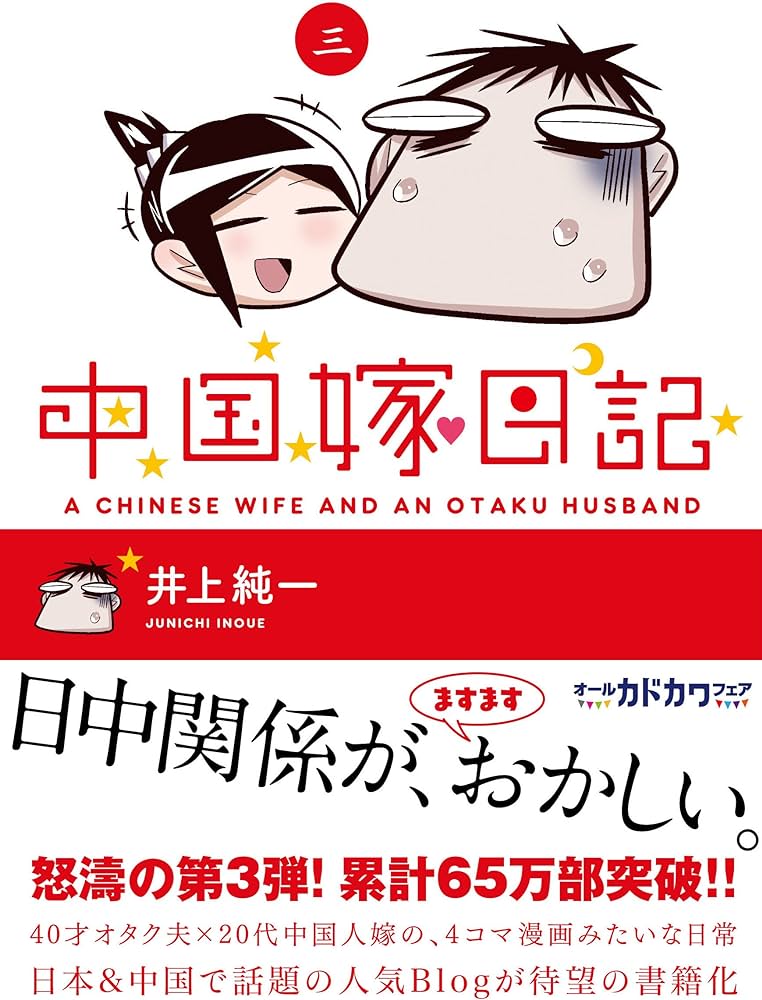 三
中国嫁日記
A CHINESE WIFE AND AN OTAKU HUSBAND
井上純一
JUNICHI INOUE
オールカドカワフェア
ますます
日中関係が、おかしい。
怒濤の第3弾! 累計65万部突破!!
40才オタク夫×20代中国人嫁の、4コマ漫画みたいな日常
日本&中国で話題の人気Blogが待望の書籍化